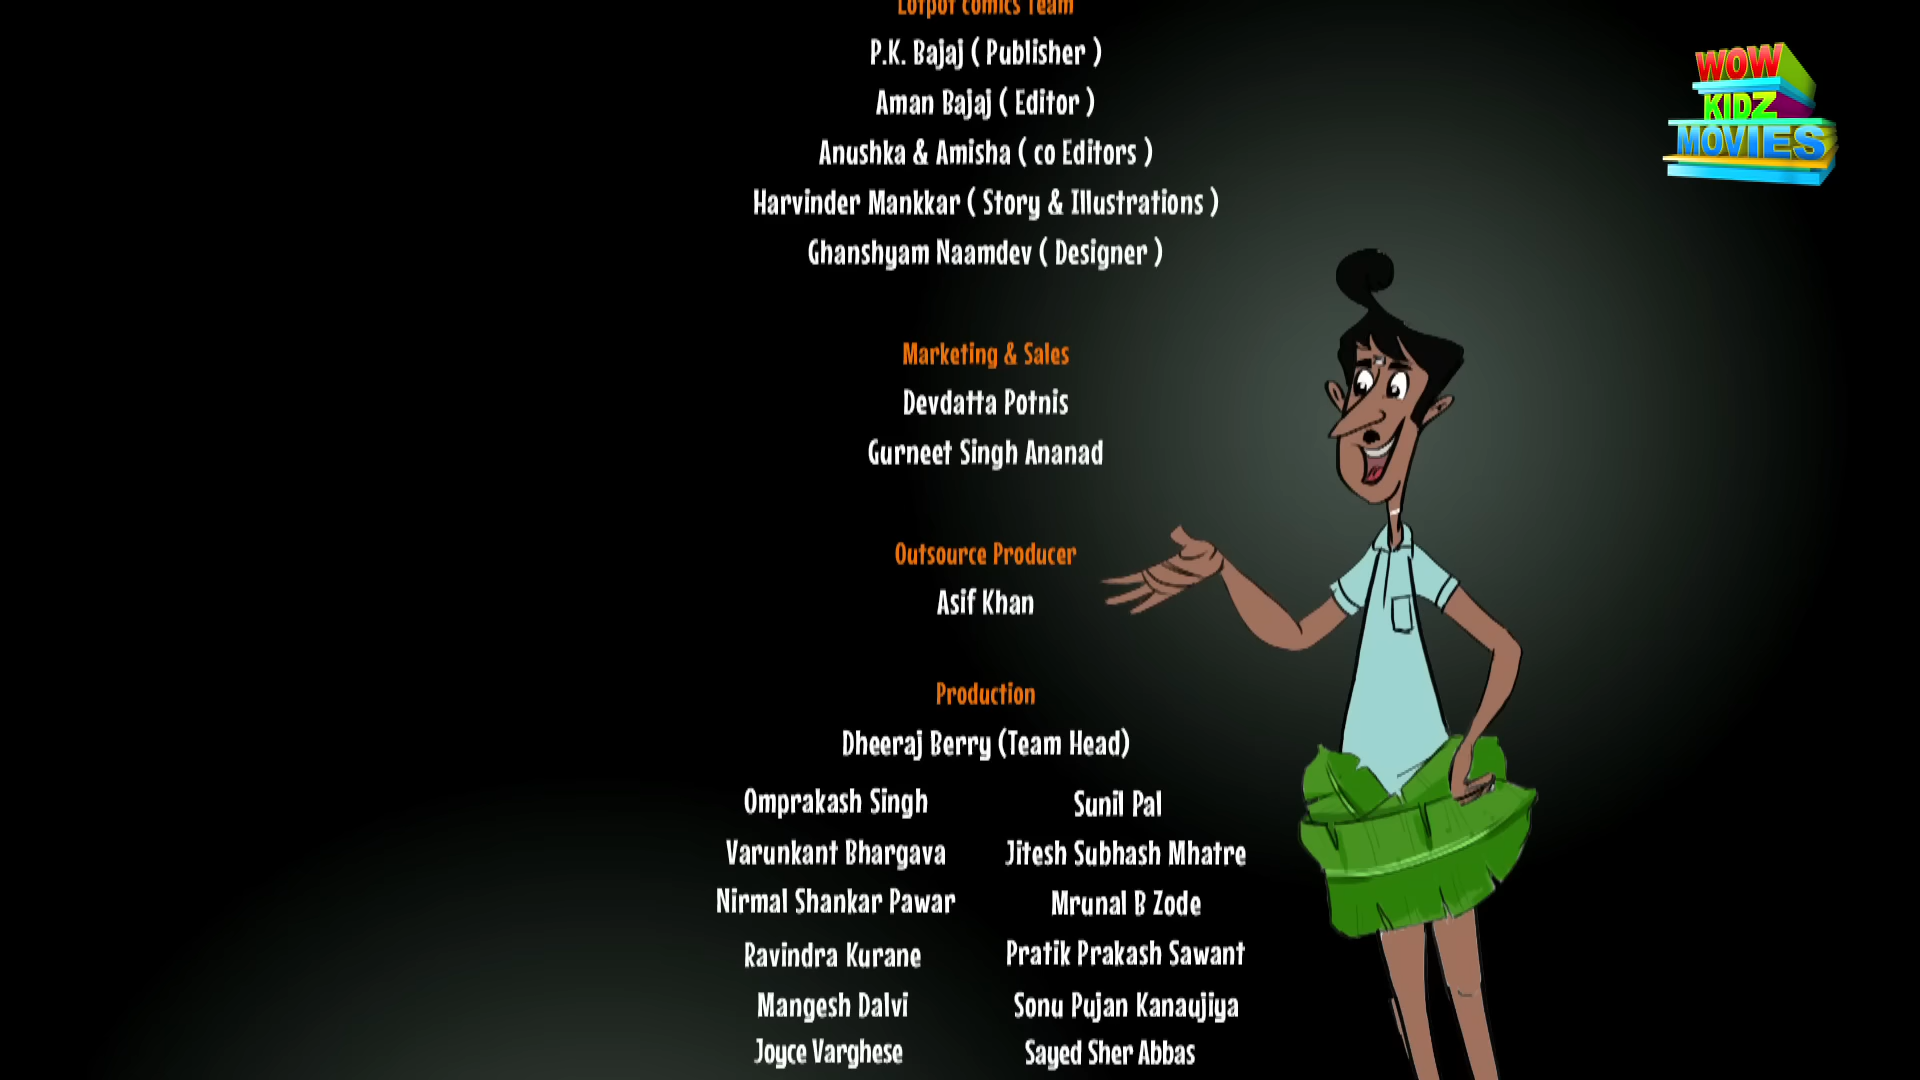 Lotpot comics Team
P.K. Bajaj ( Publisher )
Aman Bajaj ( Editor )
Anushka & Amisha ( co Editors )
Harvinder Mankkar ( Story & Illustrations )
Ghanshyam Naamdev ( Designer )
Marketing & Sales
Devdatta Potnis
Gurneet Singh Ananad
Outsource Producer
Asif Khan
Production
Dheeraj Berry (Team Head)
Omprakash Singh
Sunil Pal
Varunkant Bhargava
Jitesh Subhash Mhatre
Nirmal Shankar Pawar
Mrunal B Zode
Ravindra Kurane
Pratik Prakash Sawant
Mangesh Dalvi
Sonu Pujan Kanaujiya
Joyce Varghese
Sayed Sher Abbas
WOW
KIDZ
MOVIES